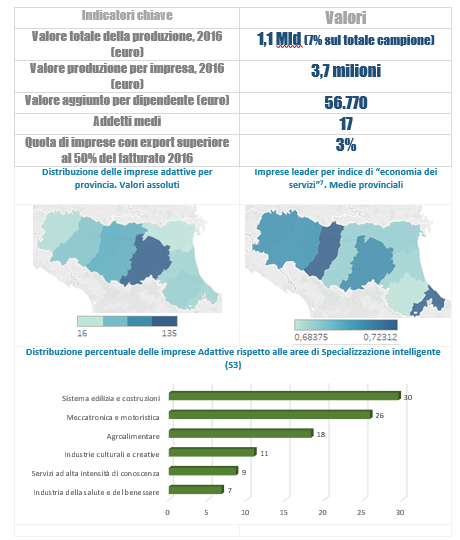 Indicatori chiave
Valori
Valore totale della produzione, 2016
(euro)
1,1 Mld (7% sul totale campione)
Valore produzione per impresa, 2016
(euro)
3,7 milioni
Valore aggiunto per dipendente (euro)
56.770
Addetti medi
17
Quota di imprese con export superiore
al 50% del fatturato 2016
3%
Distribuzione delle imprese adattive per
provincia. Valori assoluti
Imprese leader per indice di “economia dei
servizi”7. Medie provinciali
16
135
0,68375
0,72312
Distribuzione percentuale delle imprese Adattive rispetto alle aree di Specializzazione intelligente
(S3)
Sistema edilizia e costruzioni
30
Meccatronica e motoristica
26
Agroalimentare
18
Industrie culturali e creative
11
Servizi ad alta intensità di conoscenza
9
Industria della salute e del benessere
7
0
5
10
15
20
25
30